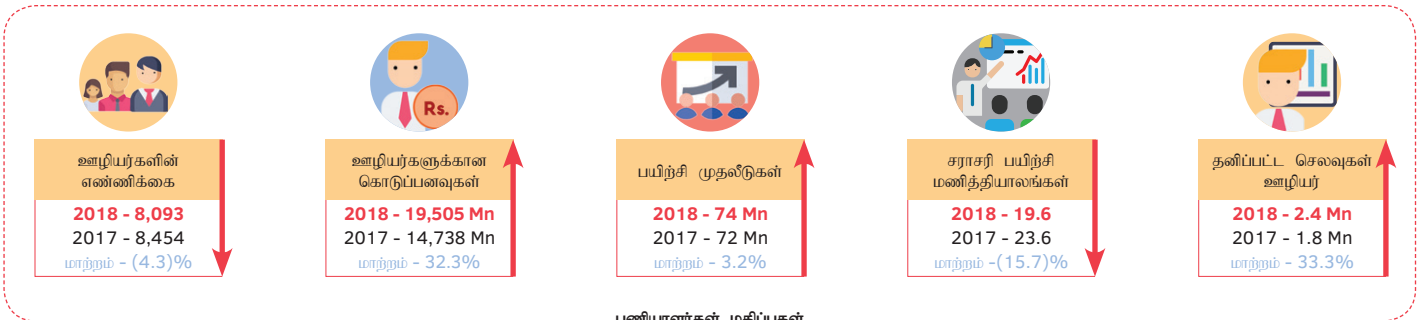 Rs.
ஊழியர்களின்
எண்ணிக்கை
2018 - 8,093
2017 - 8,454
மாற்றம் - (4.3)%
ஊழியர்களுக்கான
கொடுப்பனவுகள்
2018 - 19,505 Mn
2017 - 14,738 Mn
மாற்றம் - 32.3%
பயிற்சி முதலீடுகள்
2018 - 74 Mn
2017 - 72 Mn
மாற்றம் - 3.2%
சராசரி பயிற்சி
மணித்தியாலங்கள்
2018 - 19.6
2017 - 23.6
மாற்றம் -(15.7)%
தனிப்பட்ட செலவுகள்
ஊழியர்
2018 - 2.4 Mn
2017 - 1.8 Mn
மாற்றம் - 33.3%